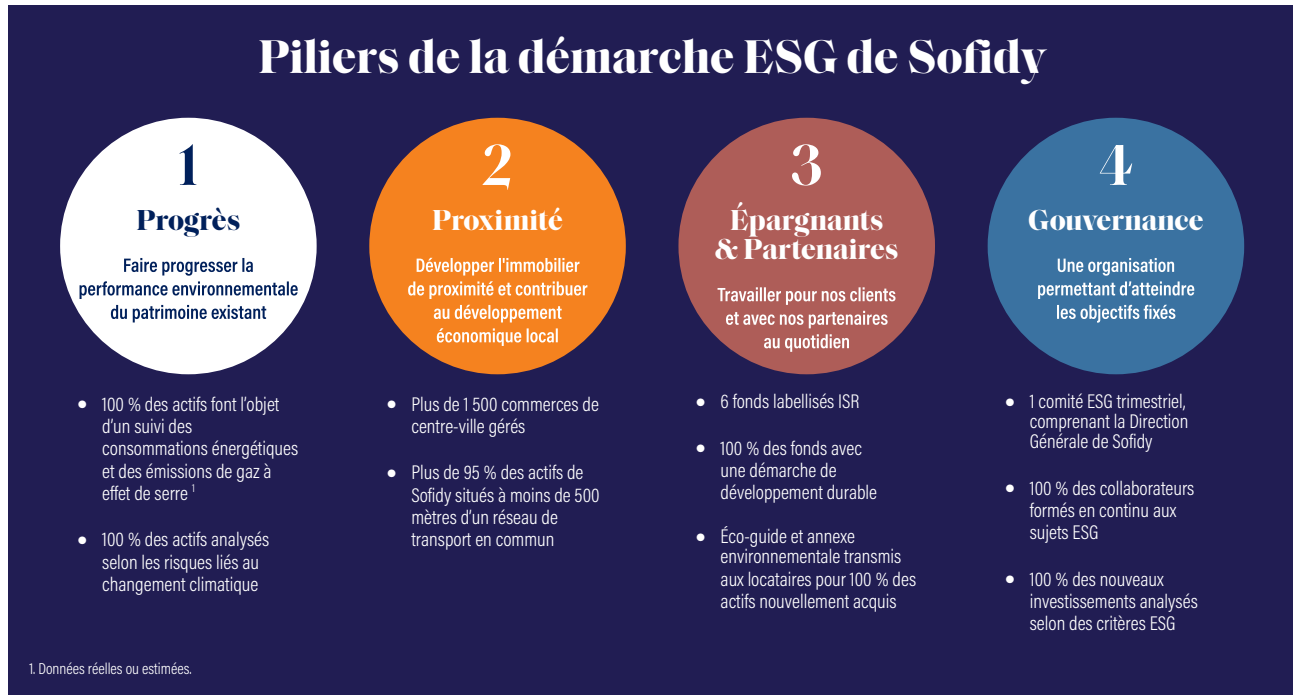 Piliers de la démarche ESG de Sofidy
1
Progrès
Faire progresser la
performance environnementale
du patrimoine existant
100 % des actifs font l'objet
d'un suivi des
consommations énergétiques
et des émissions de gaz à
effet de serre 1
100 % des actifs analysés
selon les risques liés au
changement climatique
2
Proximité
Développer l'immobilier
de proximité et contribuer
au développement
économique local
Plus de 1 500 commerces de
centre-ville gérés
Plus de 95 % des actifs de
Sofidy situés à moins de 500
mètres d'un réseau de
transport en commun
3
Épargnants
& Partenaires
Travailler pour nos clients
et avec nos partenaires
au quotidien
6 fonds labellisés ISR
100 % des fonds avec
une démarche de
développement durable
Éco-guide et annexe
environnementale transmis
aux locataires pour 100 % des
actifs nouvellement acquis
4
Gouvernance
Une organisation
permettant d'atteindre
les objectifs fixés
1 comité ESG trimestriel,
comprenant la Direction
Générale de Sofidy
100 % des collaborateurs
formés en continu aux
sujets ESG
100 % des nouveaux
investissements analysés
selon des critères ESG
1. Données réelles ou estimées.